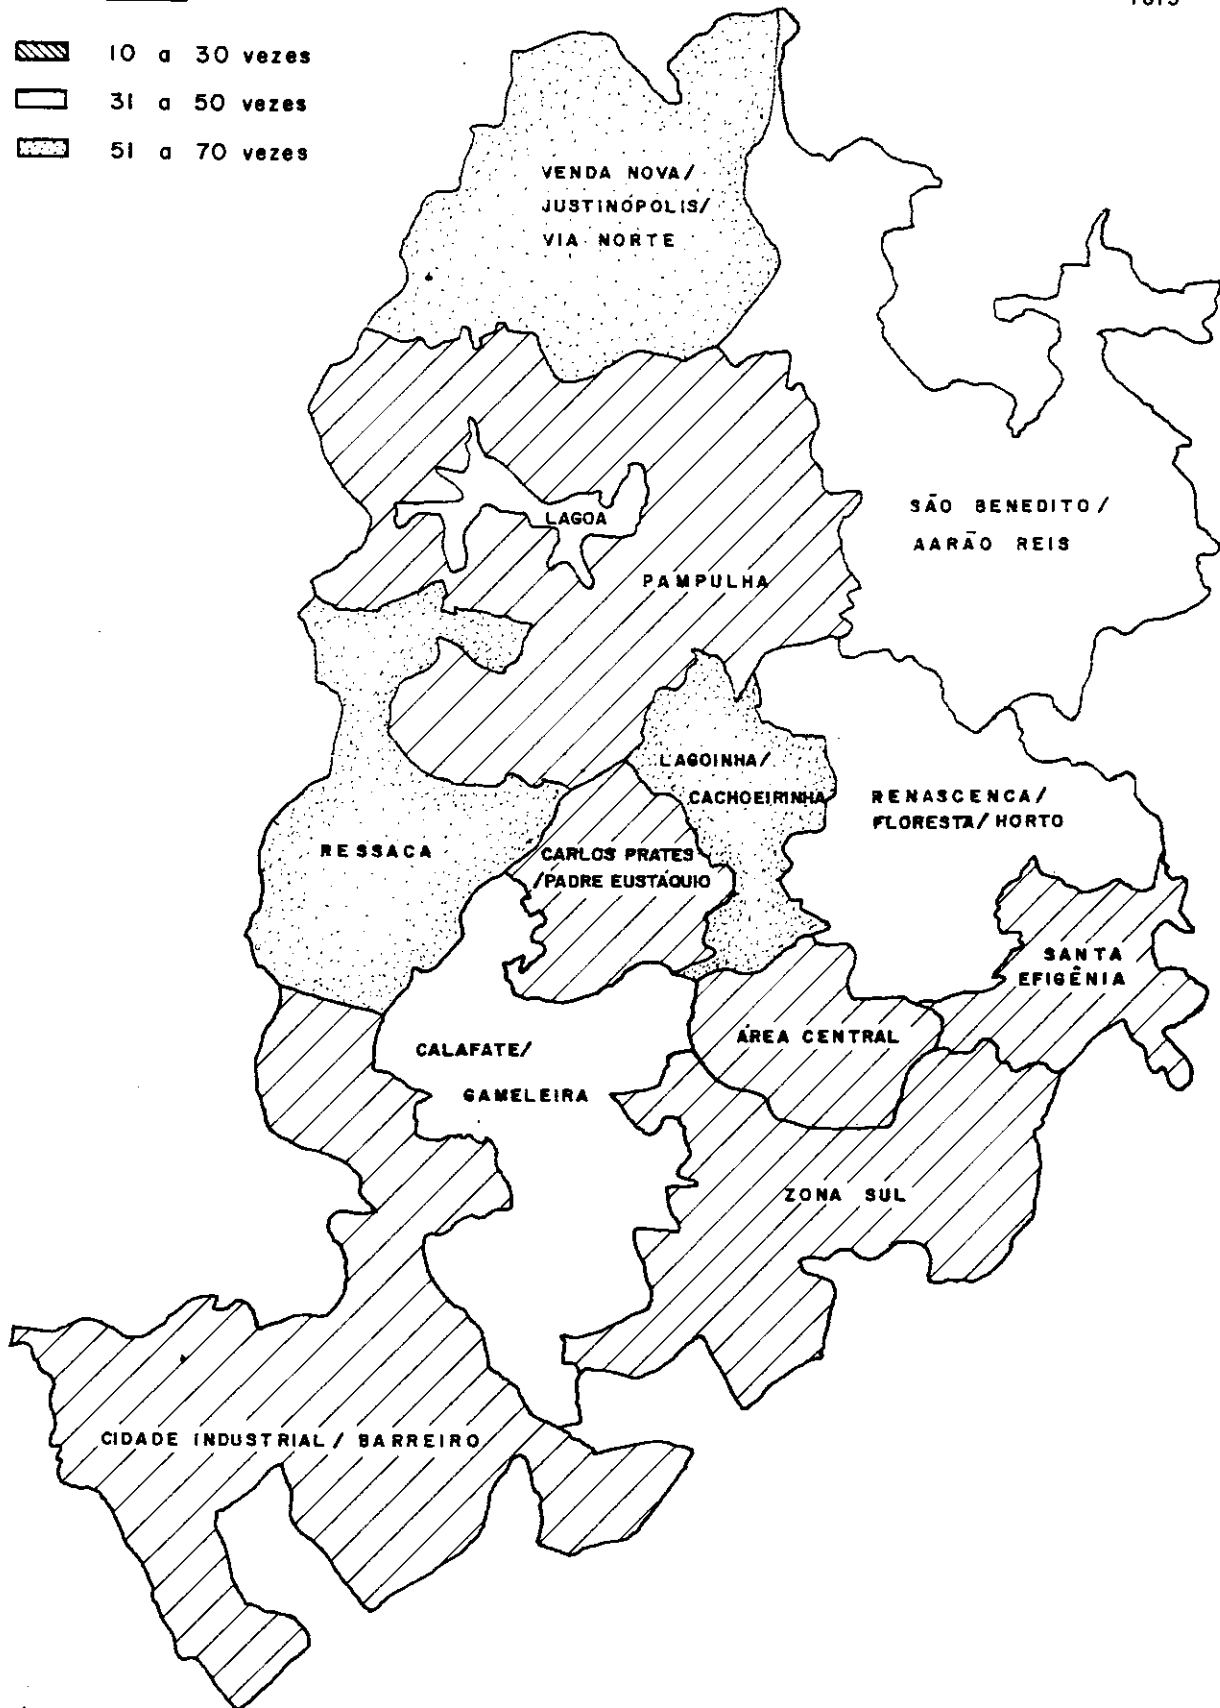 10 a 30 vezes
31 a 50 vezes
51 a 70 vezes
VENDA NOVA/
JUSTINÓPOLIS/
VIA NORTE
SÃO BENEDITO/
AARÃO REIS
LAGOA
PAMPULHA
LAGOINHA/
CACHOEIRINHA
RENASCENCA/
FLORESTA/HORTO
RESSACA
CARLOS PRATES
/PADRE EUSTÁQUIO
SANTA
EFIGÊNIA
ÁREA CENTRAL
CALAFATE/
GAMELEIRA
ZONA SUL
CIDADE INDUSTRIAL/ BARREIRO